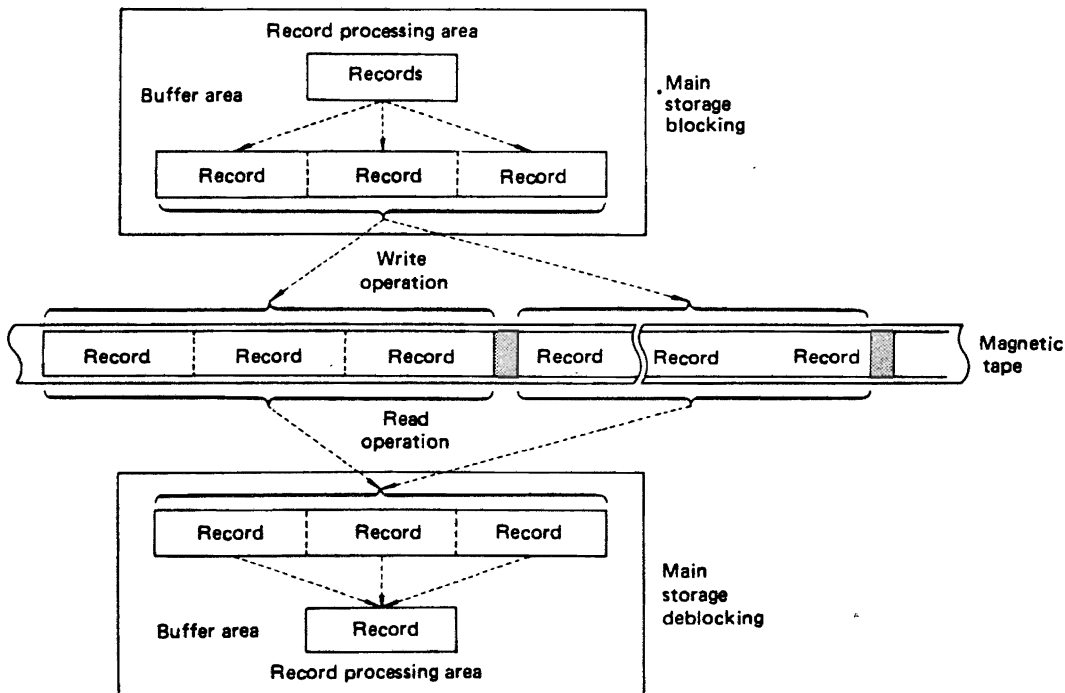 Record processing area
Records
Buffer area
Main
storage
blocking
Record Record Record
Write
operation
Record Record Record Record Record Record
Magnetic
tape
Read
operation
Record Record Record
Main
storage
deblocking
Buffer area
Record
Record processing area